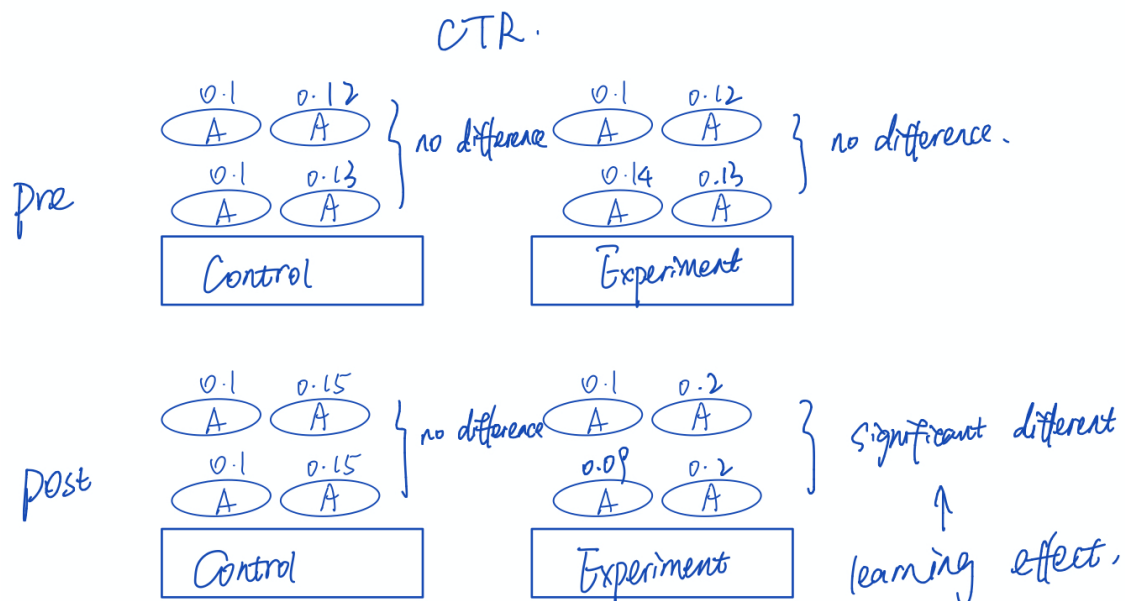 CTR.
0.1 0.12 0.1 0.12
A A } no difference A A } no difference.
0.1 0.13 0.14 0.13
pre A A A A
Control Experiment
0.1 0.15 0.1 0.2
A A } no difference A A } significant different
0.1 0.15 0.09 0.2
post A A A A ↑
Control Experiment learning effect.